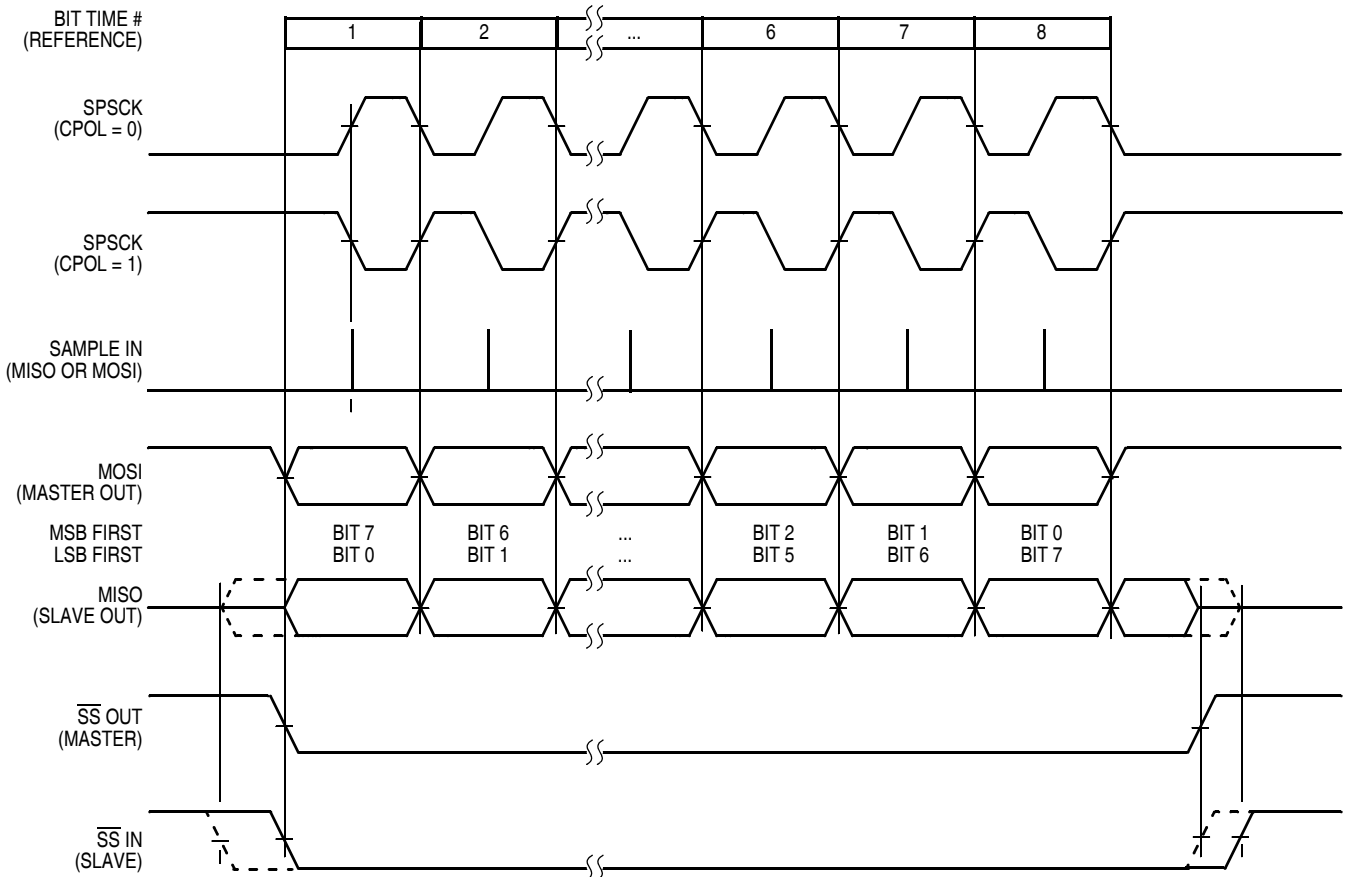 BIT TIME #
(REFERENCE)
1 2 ... 6 7 8
SPSCK
(CPOL = 0)
SPSCK
(CPOL = 1)
SAMPLE IN
(MISO OR MOSI)
MOSI
(MASTER OUT)
MSB FIRST BIT 7 BIT 6 ... BIT 2 BIT 1 BIT 0
LSB FIRST BIT 0 BIT 1 ... BIT 5 BIT 6 BIT 7
MISO
(SLAVE OUT)
SS OUT
(MASTER)
SS IN
(SLAVE)